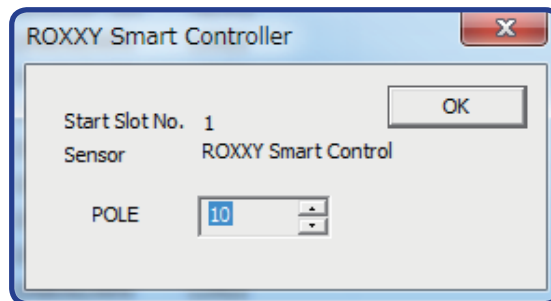 ROXXY Smart Controller
OK
Start Slot No. 1
Sensor ROXXY Smart Control
POLE 10